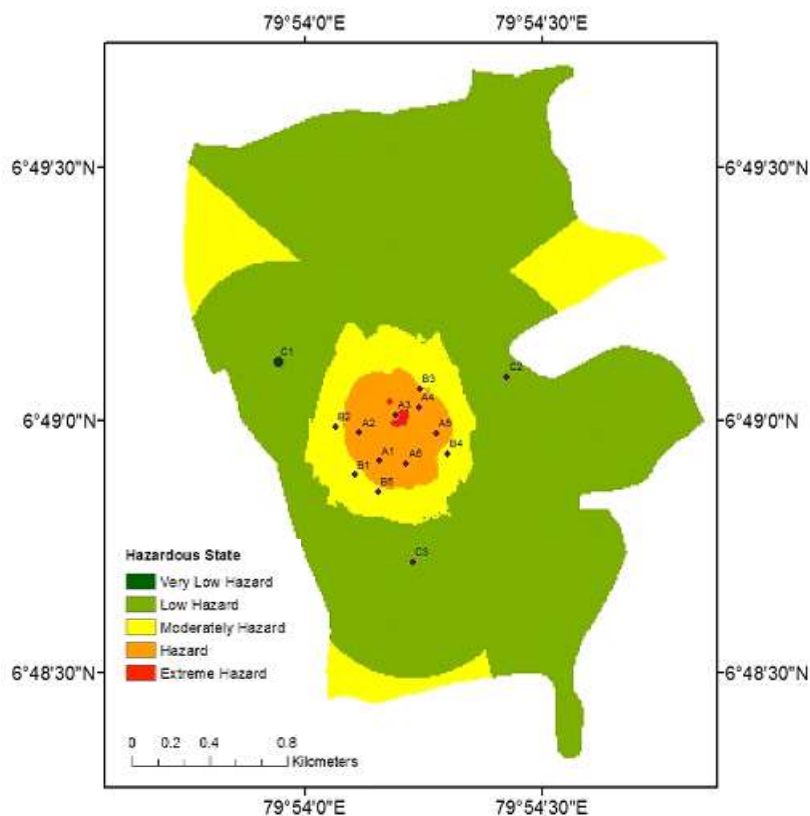 79°54'0"E 79°54'30"E
6°49'30"N 6°49'30"N
C1
C2
B3
A4
A3
6°49'0"N 6°49'0"N
B2 A2 A5
B4
A1 A6
B1
B5
C3
Hazardous State
Very Low Hazard
Low Hazard
Moderately Hazard
Hazard
Extreme Hazard
6°48'30"N 6°48'30"N
0 0.2 0.4 0.8
Kilometers
79°54'0"E 79°54'30"E